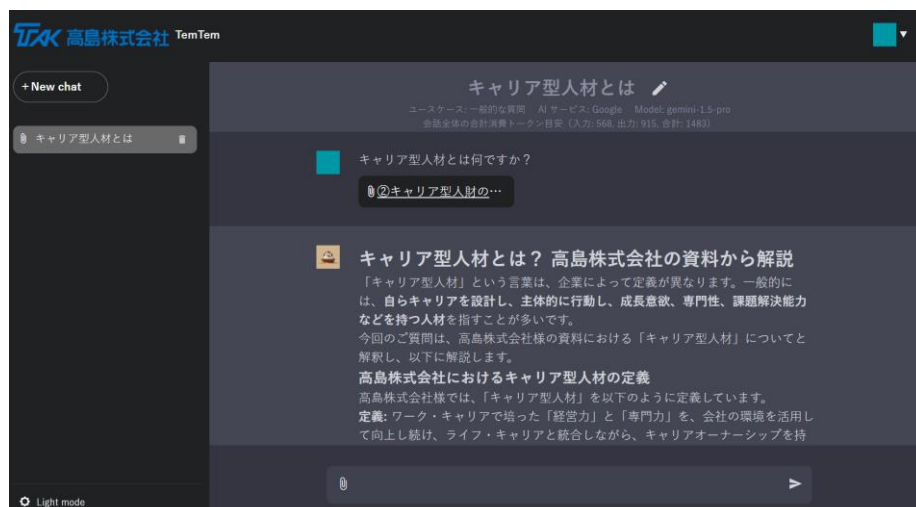 TAK 高島株式会社 TemTem
+ New chat
キャリア型人材とは
キャリア型人材とは
ユースケース: 一般的な質問 AI サービス: Google Model: gemini-1.5-pro
会話全体の合計消費トークン目安（入力: 568, 出力: 915, 合計: 1483）
キャリア型人材とは何ですか？
②キャリア型人財の…
キャリア型人材とは？ 高島株式会社の資料から解説
「キャリア型人材」という言葉は、企業によって定義が異なります。一般的に
は、自らキャリアを設計し、主体的に行動し、成長意欲、専門性、課題解決能力
などを持つ人材を指すことが多いです。
今回のご質問は、高島株式会社様の資料における「キャリア型人材」についてと
解釈し、以下に解説します。
高島株式会社におけるキャリア型人材の定義
高島株式会社様では、「キャリア型人材」を以下のように定義しています。
定義: ワーク・キャリアで培った「経営力」と「専門力」を、会社の環境を活用し
て向上し続け、ライフ・キャリアと統合しながら、キャリアオーナーシップを持
Light mode